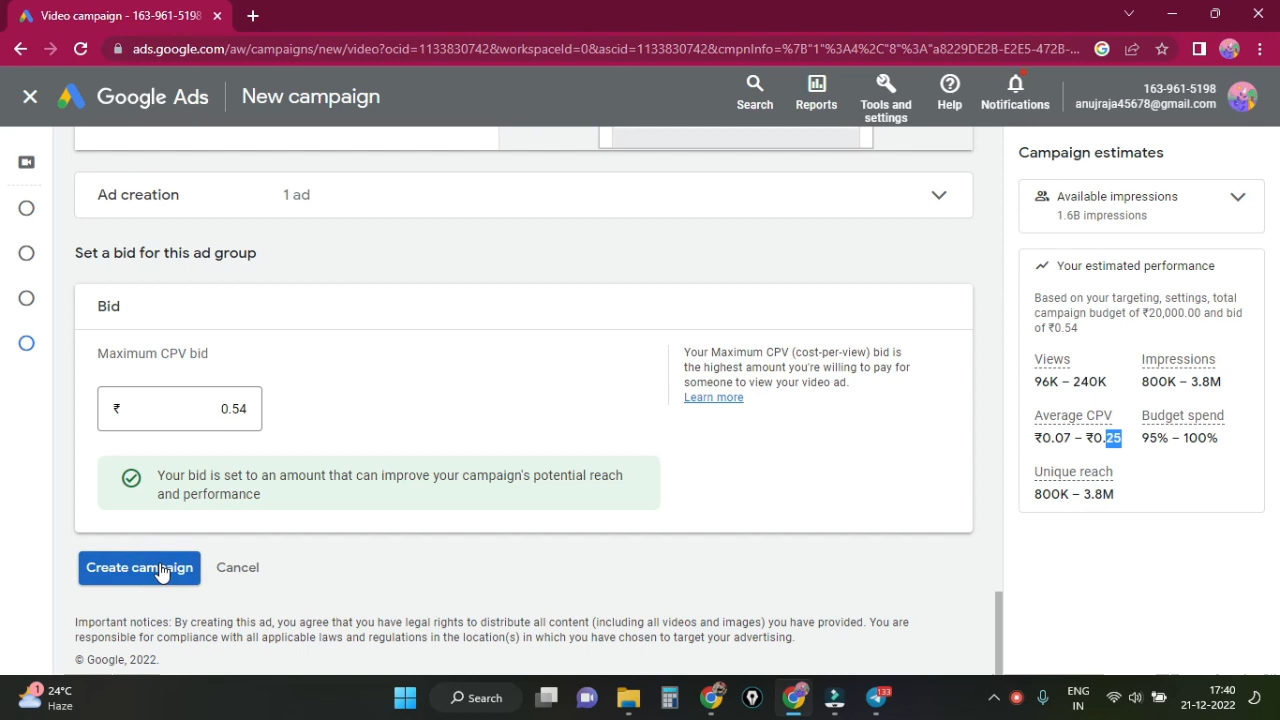 Video campaign - 163-961-5198
ads.google.com/aw/campaigns/new/video?ocid=1133830742&workspaceId=0&ascid=1133830742&cmpnInfo=%7B"1"%3A4%2C"8"%3A"a8229DE2B-E2E5-472B-...
Google Ads
New campaign
Search
Reports
Tools and
settings
Help
Notifications
163-961-5198
anujraja45678@gmail.com
Ad creation
1 ad
Set a bid for this ad group
Bid
Maximum CPV bid
₹ 0.54
Your Maximum CPV (cost-per-view) bid is
the highest amount you're willing to pay for
someone to view your video ad.
Learn more
Your bid is set to an amount that can improve your campaign's potential reach
and performance
Create campaign
Cancel
Important notices: By creating this ad, you agree that you have legal rights to distribute all content (including all videos and images) you have provided. You are
responsible for compliance with all applicable laws and regulations in the location(s) in which you have chosen to target your advertising.
© Google, 2022.
Campaign estimates
Available impressions
1.6B impressions
Your estimated performance
Based on your targeting, settings, total
campaign budget of ₹20,000.00 and bid
of ₹0.54
Views
Impressions
96K – 240K
800K – 3.8M
Average CPV
Budget spend
₹0.07 – ₹0.25
95% – 100%
Unique reach
800K – 3.8M
1
24°C
Haze
Search
133
ENG
IN
17:40
21-12-2022